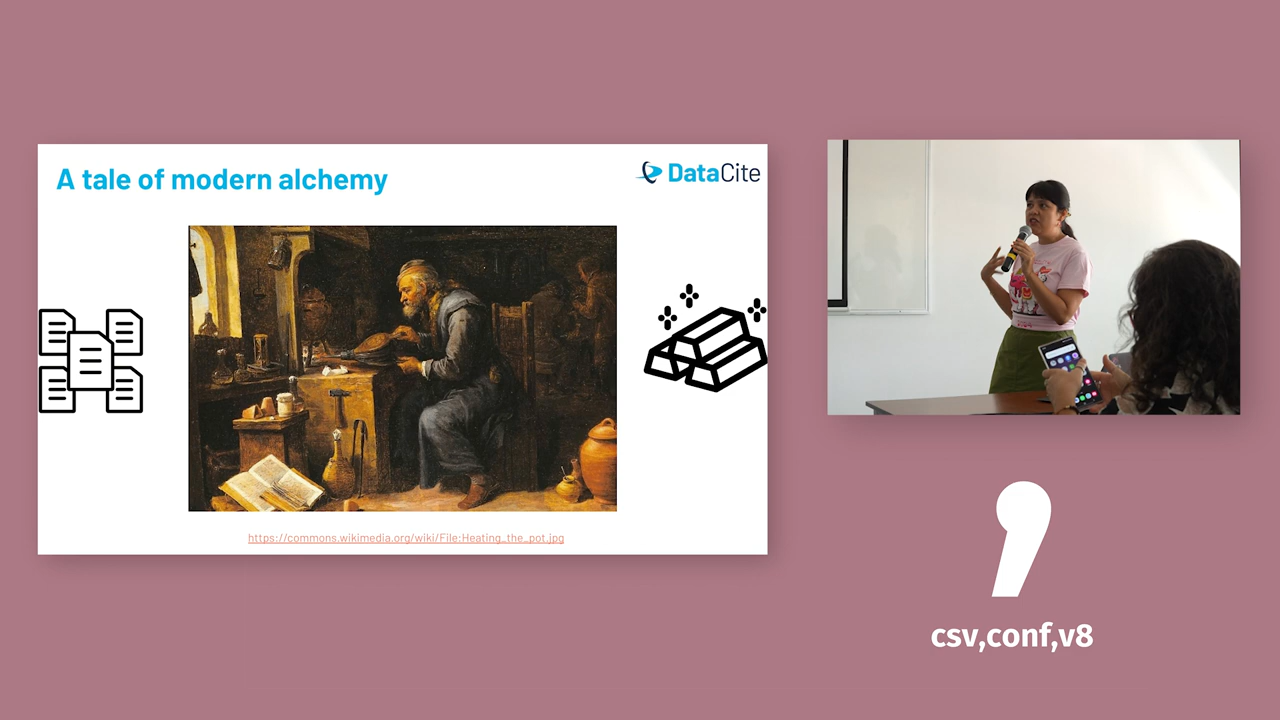 A tale of modern alchemy
DataCite
https://commons.wikimedia.org/wiki/File:Heating_the_pot.jpg
csv,conf,v8